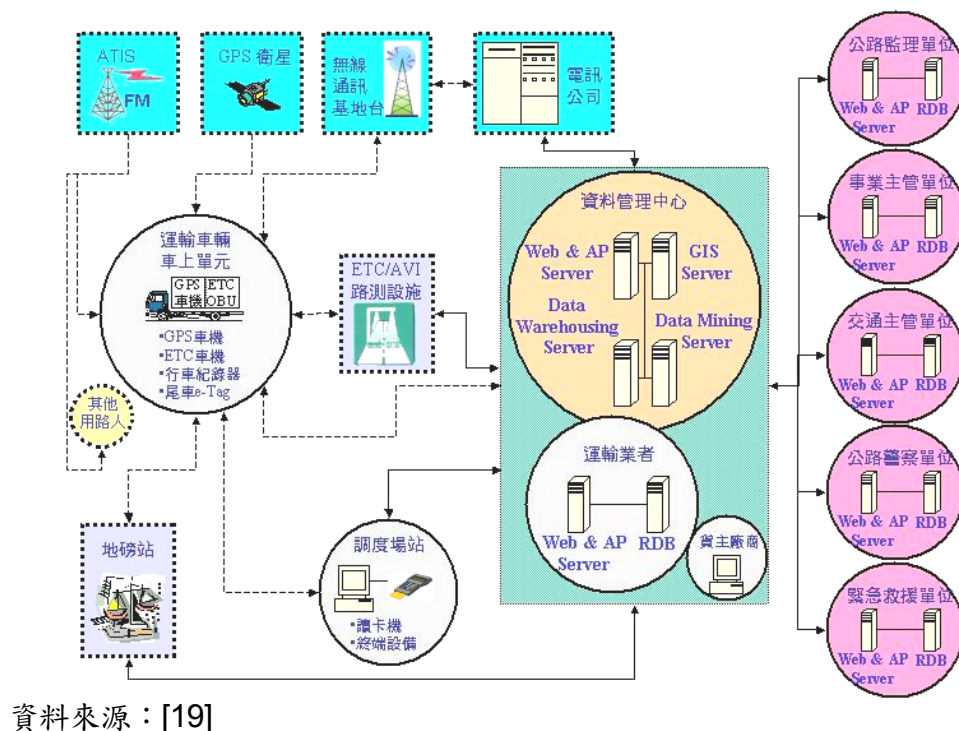 ATIS
FM
GPS 衛星
無線
通訊
基地台
電訊
公司
運輸車輛
車上單元
GPS
車機
ETC
OBU
▪GPS車機
▪ETC車機
▪行車紀錄器
▪尾車e-Tag
其他
用路人
ETC/AVI
路測設施
資料管理中心
Web & AP
Server
GIS
Server
Data
Warehousing
Server
Data Mining
Server
運輸業者
Web & AP
Server
RDB
貨主廠商
地磅站
調度場站
▪讀卡機
▪終端設備
公路監理單位
Web & AP
Server
RDB
事業主管單位
Web & AP
Server
RDB
交通主管單位
Web & AP
Server
RDB
公路警察單位
Web & AP
Server
RDB
緊急救援單位
Web & AP
Server
RDB
資料來源：[19]